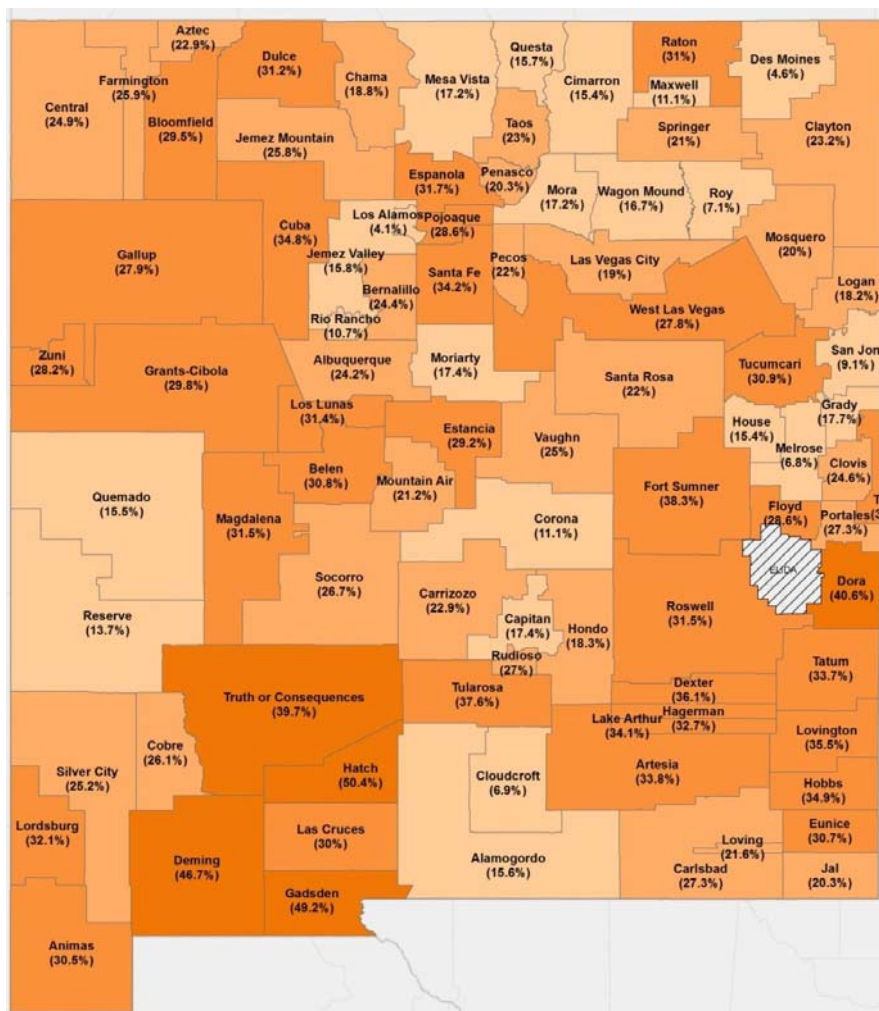 Aztec
(22.9%)
Farmington
(25.9%)
Central
(24.9%)
Bloomfield
(29.5%)
Dulce
(31.2%)
Chama
(18.8%)
Jemez Mountain
(25.8%)
Mesa Vista
(17.2%)
Questa
(15.7%)
Cimarron
(15.4%)
Raton
(31%)
Maxwell
(11.1%)
Des Moines
(4.6%)
Taos
(23%)
Springer
(21%)
Clayton
(23.2%)
Espanola
(31.7%)
Penasco
(20.3%)
Mora
(17.2%)
Wagon Mound
(16.7%)
Roy
(7.1%)
Cuba
(34.8%)
Los Alamos
(4.1%)
Pojoaque
(28.6%)
Gallup
(27.9%)
Jemez Valley
(15.8%)
Santa Fe
(34.2%)
Pecos
(22%)
Las Vegas City
(19%)
Mosquero
(20%)
Bernalillo
(24.4%)
Logan
(18.2%)
West Las Vegas
(27.8%)
Rio Rancho
(10.7%)
Zuni
(28.2%)
Grants-Cibola
(29.8%)
Albuquerque
(24.2%)
Moriarty
(17.4%)
Santa Rosa
(22%)
Tucumcari
(30.9%)
San Jon
(9.1%)
Los Lunas
(31.4%)
Estancia
(29.2%)
Vaughn
(25%)
House
(15.4%)
Grady
(17.7%)
Melrose
(6.8%)
Clovis
(24.6%)
Belen
(30.8%)
Mountain Air
(21.2%)
Fort Sumner
(38.3%)
Quemado
(15.5%)
Magdalena
(31.5%)
Corona
(11.1%)
Floyd
(28.6%)
Portales
(27.3%)
T
(3
Socorro
(26.7%)
ELIDA
Dora
(40.6%)
Reserve
(13.7%)
Carrizozo
(22.9%)
Capitan
(17.4%)
Hondo
(18.3%)
Roswell
(31.5%)
Rudioso
(27%)
Tatum
(33.7%)
Truth or Consequences
(39.7%)
Tularosa
(37.6%)
Dexter
(36.1%)
Hagerman
(32.7%)
Lake Arthur
(34.1%)
Lovington
(35.5%)
Cobre
(26.1%)
Silver City
(25.2%)
Hatch
(50.4%)
Cloudcroft
(6.9%)
Artesia
(33.8%)
Hobbs
(34.9%)
Lordsburg
(32.1%)
Las Cruces
(30%)
Deming
(46.7%)
Alamogordo
(15.6%)
Loving
(21.6%)
Carlsbad
(27.3%)
Eunice
(30.7%)
Jal
(20.3%)
Gadsden
(49.2%)
Animas
(30.5%)